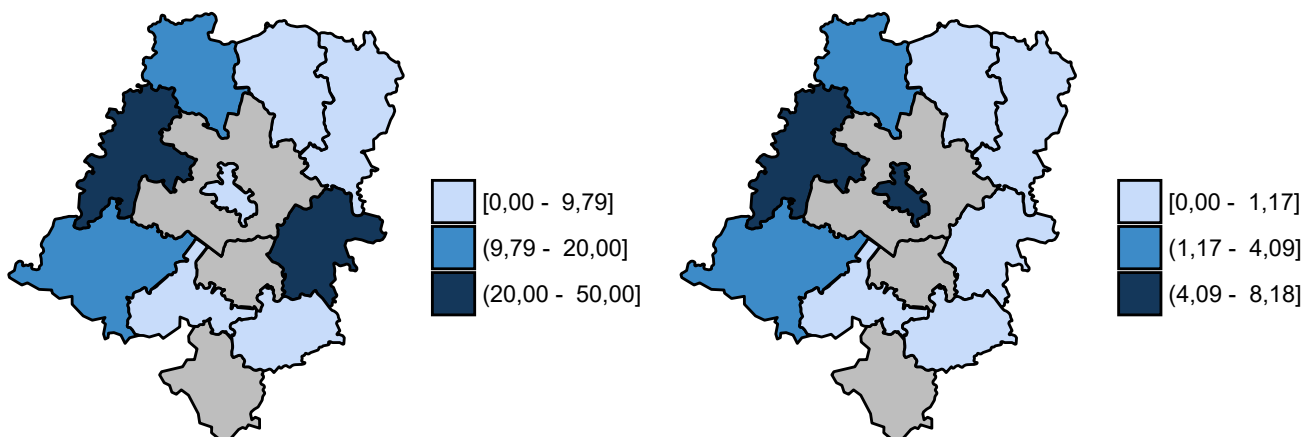 [0,00 - 9,79]
(9,79 - 20,00]
(20,00 - 50,00]
[0,00 - 1,17]
(1,17 - 4,09]
(4,09 - 8,18]